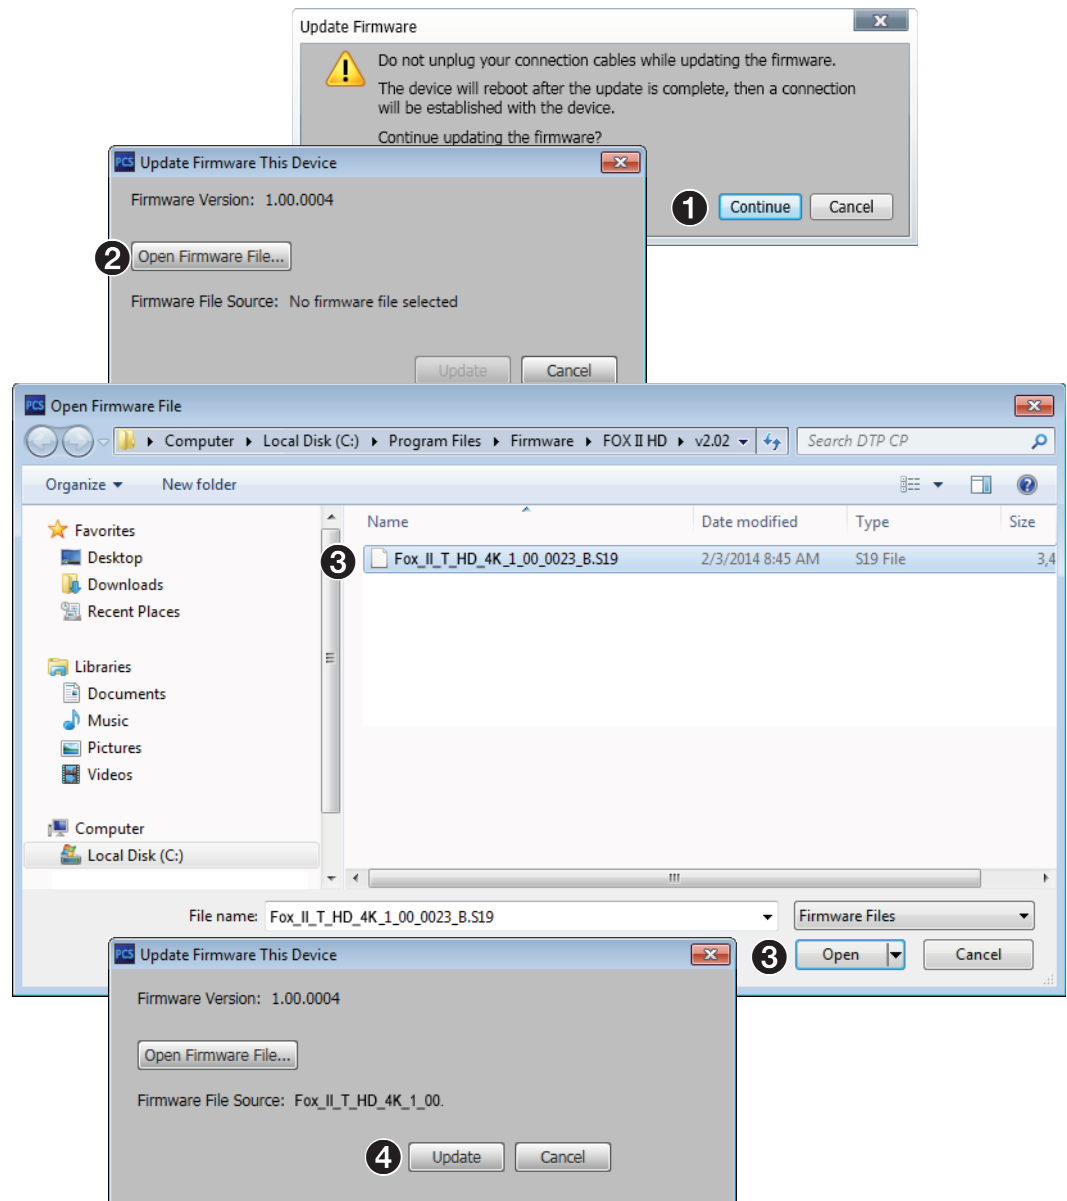 Update Firmware
Do not unplug your connection cables while updating the firmware.
The device will reboot after the update is complete, then a connection
will be established with the device.
Continue updating the firmware?
1 Continue Cancel
PCS Update Firmware This Device
Firmware Version: 1.00.0004
2 Open Firmware File...
Firmware File Source: No firmware file selected
Update Cancel
PCS Open Firmware File
Computer Local Disk (C:) Program Files Firmware FOX II HD v2.02 Search DTP CP
Organize New folder
Name Date modified Type Size
3 Fox_II_T_HD_4K_1_00_0023_B.S19 2/3/2014 8:45 AM S19 File 3,4
Favorites
Desktop
Downloads
Recent Places
Libraries
Documents
Music
Pictures
Videos
Computer
Local Disk (C:)
File name: Fox_II_T_HD_4K_1_00_0023_B.S19 Firmware Files
3 Open Cancel
PCS Update Firmware This Device
Firmware Version: 1.00.0004
Open Firmware File...
Firmware File Source: Fox_II_T_HD_4K_1_00.
4 Update Cancel